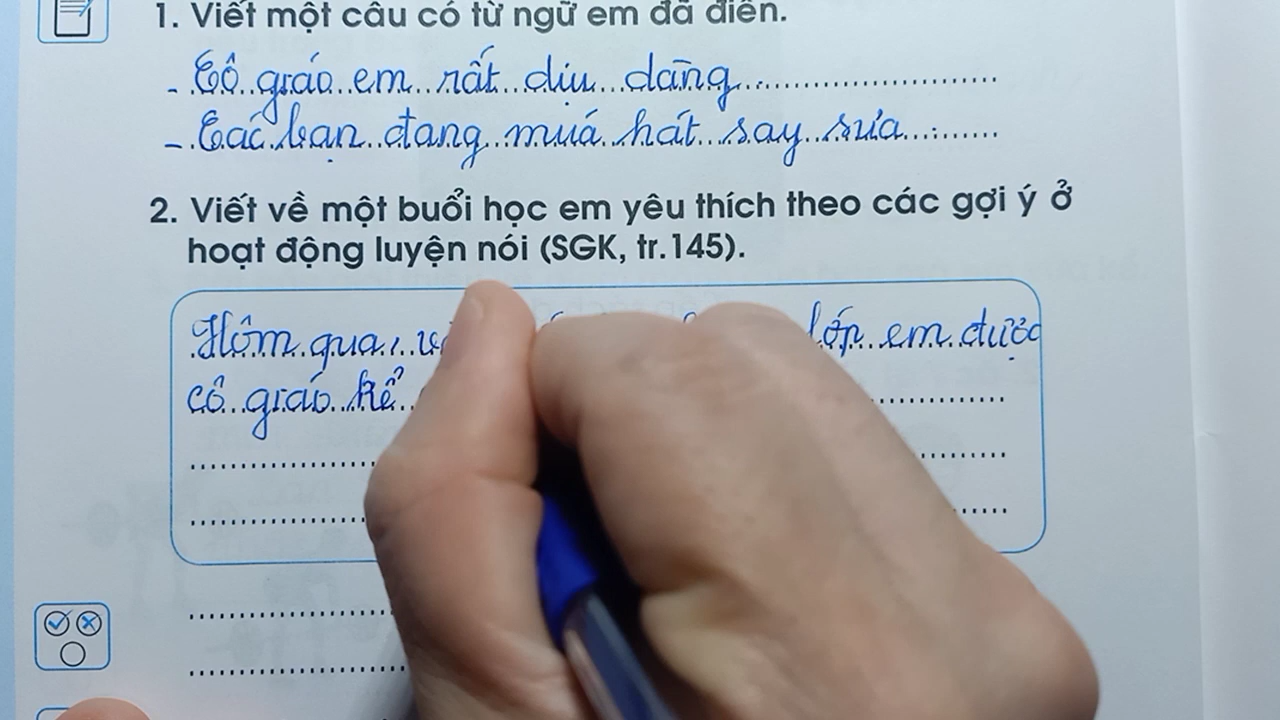 1. Viết một câu có từ ngữ em đã điền.
- Cô giáo em rất dịu dàng
- Các bạn đang múa hát say sưa
2. Viết về một buổi học em yêu thích theo các gợi ý ở
hoạt động luyện nói (SGK, tr.145).
Hôm qua, lớp em được
cô giáo kể